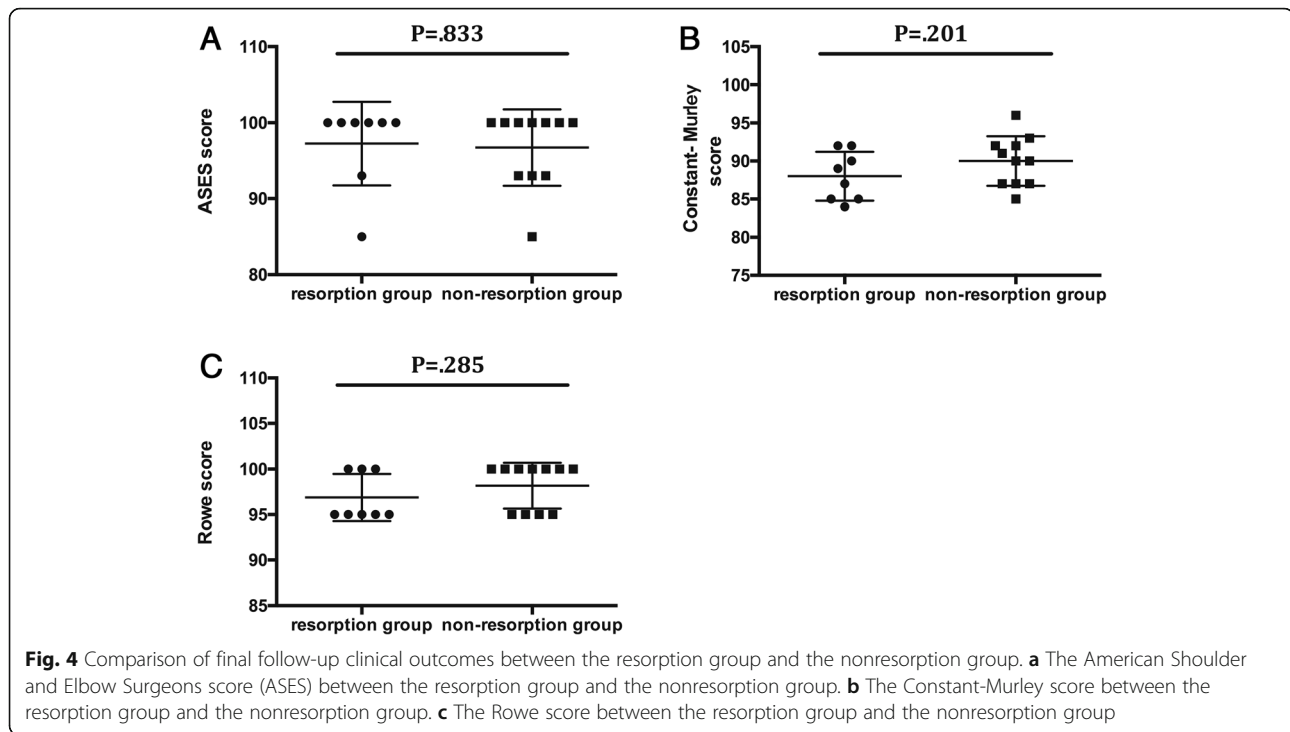 A
P=.833
ASES score
110
100
90
80
resorption group non-resorption group
B
P=.201
Constant- Murley
score
105
100
95
90
85
80
75
resorption group non-resorption group
C
P=.285
Rowe score
110
105
100
95
90
85
resorption group non-resorption group
Fig. 4 Comparison of final follow-up clinical outcomes between the resorption group and the nonresorption group. a The American Shoulder
and Elbow Surgeons score (ASES) between the resorption group and the nonresorption group. b The Constant-Murley score between the
resorption group and the nonresorption group. c The Rowe score between the resorption group and the nonresorption group